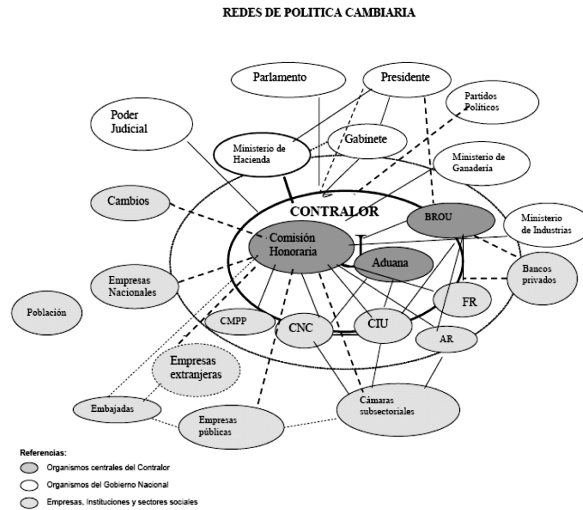 REDES DE POLITICA CAMBIARIA
Parlamento
Presidente
Partidos
Políticos
Poder
Judicial
Ministerio de
Hacienda
Gabinete
Ministerio de
Ganadería
Cambios
CONTRALOR
BROU
Ministerio
de Industrias
Comisión
Honoraria
Aduana
Bancos
privados
Empresas
Nacionales
FR
Población
CMPP
CNC
CIU
AR
Empresas
extranjeras
Embajadas
Empresas
públicas
Cámaras
subsectoriales
Referencias:
Organismos centrales del Contralor
Organismos del Gobierno Nacional
Empresas, Instituciones y sectores sociales